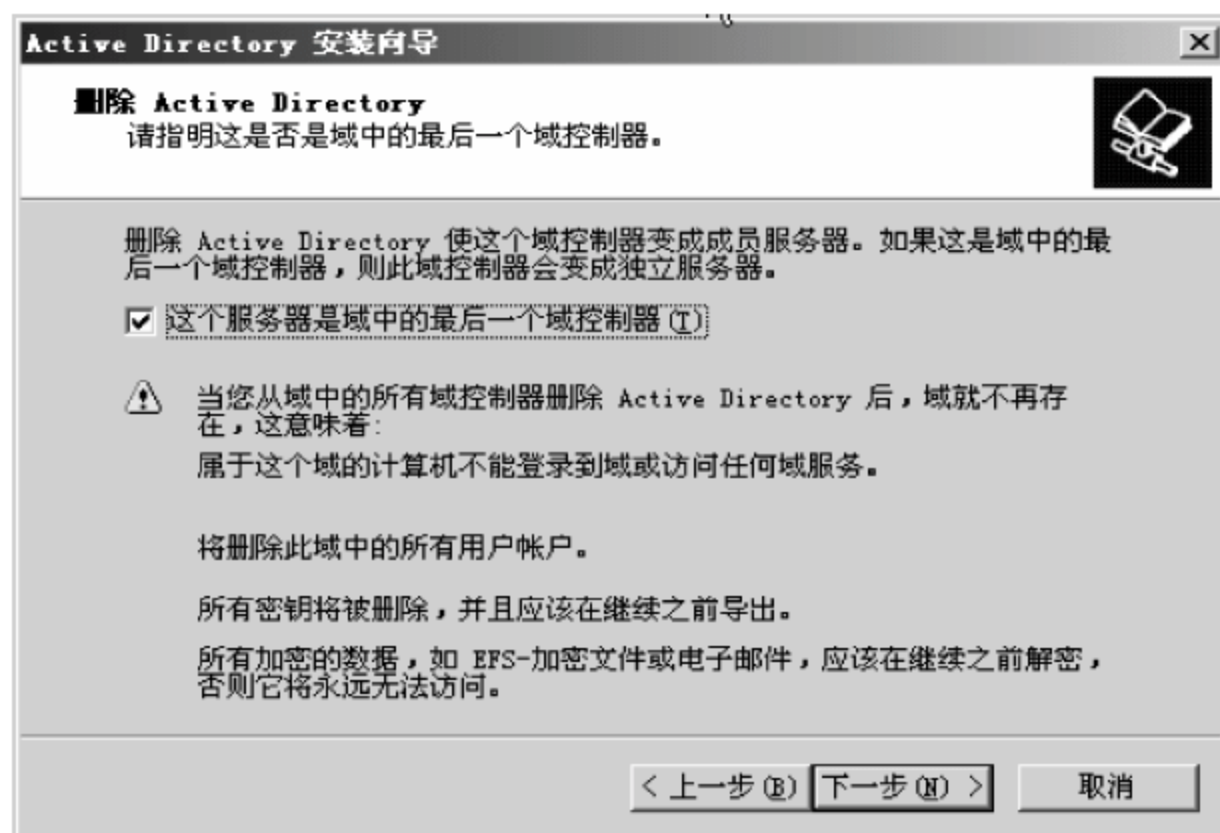 Active Directory 安装向导
删除 Active Directory
请指明这是否是域中的最后一个域控制器。
删除 Active Directory 使这个域控制器变成成员服务器。如果这是域中的最
后一个域控制器，则此域控制器会变成独立服务器。
这个服务器是域中的最后一个域控制器(T)
当您从域中的所有域控制器删除 Active Directory 后，域就不再存
在，这意味着:
属于这个域的计算机不能登录到域或访问任何域服务。
将删除此域中的所有用户帐户。
所有密钥将被删除，并且应该在继续之前导出。
所有加密的数据，如 EFS-加密文件或电子邮件，应该在继续之前解密，
否则它将永远无法访问。
< 上一步(B) 下一步(N) > 取消